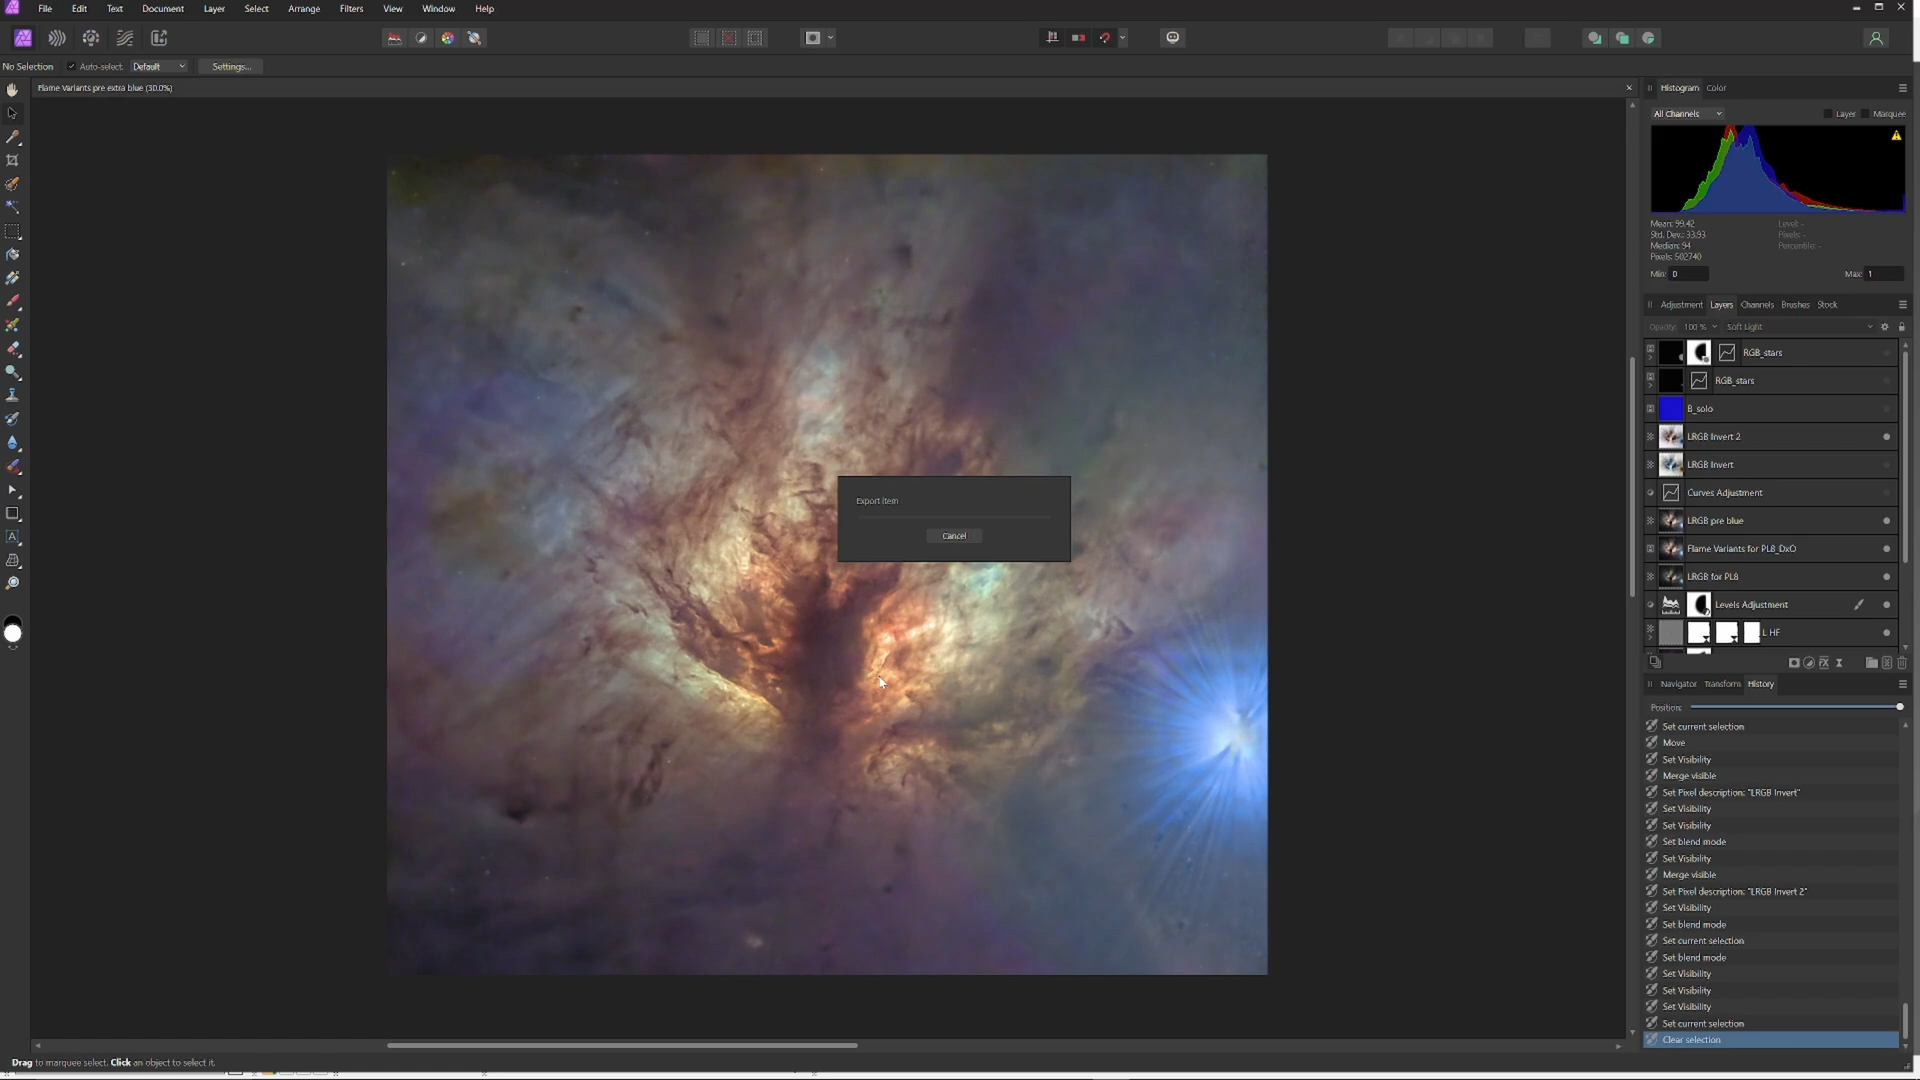 File Edit Text Document Layer Select Arrange Filters View Window Help
No Selection Auto-select: Default Settings...
Flame Variants pre extra blue (30.0%)
Histogram Color
All Channels Layer Marquee
Mean: 99.42 Level: -
Std. Dev.: 33.93 Pixels: -
Median: 94 Percentile: -
Pixels: 502740
Min: 0 Max: 1
Adjustment Layers Channels Brushes Stock
Opacity: 100 % Soft Light
RGB_stars
RGB_stars
B_solo
LRGB Invert 2
LRGB Invert
Curves Adjustment
LRGB pre blue
Flame Variants for PL8_DxO
LRGB for PL8
Levels Adjustment
L HF
FX
Export Item
Cancel
Navigator Transform History
Position:
Set current selection
Move
Set Visibility
Merge visible
Set Pixel description: "LRGB Invert"
Set Visibility
Set Visibility
Set blend mode
Set Visibility
Merge visible
Set Pixel description: "LRGB Invert 2"
Set Visibility
Set blend mode
Set current selection
Set blend mode
Set Visibility
Set Visibility
Set Visibility
Set current selection
Clear selection
Drag to marquee select. Click an object to select it.